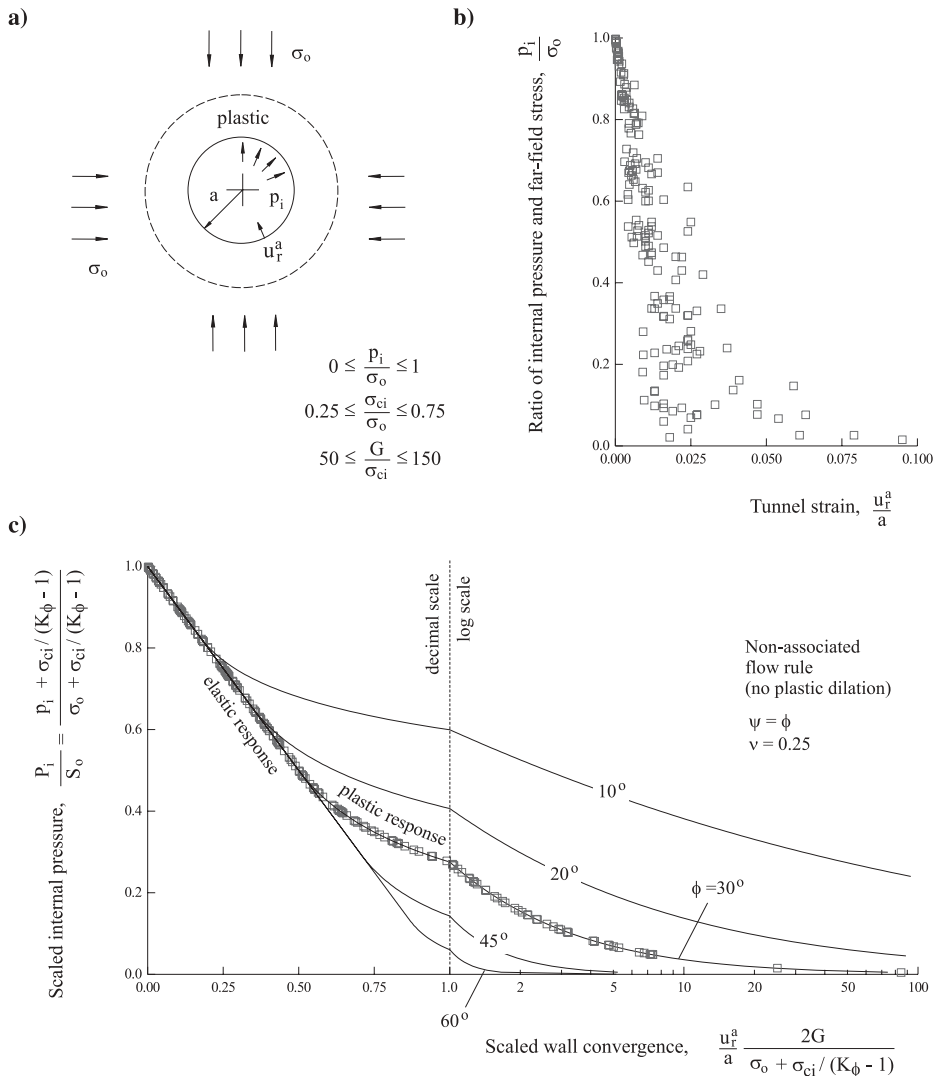 a)
σo
plastic
a
pi
u_r^a
σo
0 ≤ pi/σo ≤ 1
0.25 ≤ σci/σo ≤ 0.75
50 ≤ G/σci ≤ 150
b)
Ratio of internal pressure and far-field stress, pi/σo
1.0
0.8
0.6
0.4
0.2
0.0
0.000 0.025 0.050 0.075 0.100
Tunnel strain, u_r^a/a
c)
Scaled internal pressure, Pi/So = (pi + σci / (Kϕ - 1))/(σo + σci / (Kϕ - 1))
1.0
0.8
0.6
0.4
0.2
0.0
elastic response
plastic response
decimal scale
log scale
Non-associated
flow rule
(no plastic dilation)
ψ = ϕ
ν = 0.25
10°
20°
ϕ =30°
45°
60°
0.00 0.25 0.50 0.75 1.0 2 5 10 20 50 100
Scaled wall convergence, u_r^a/a 2G/(σo + σci / (Kϕ - 1))